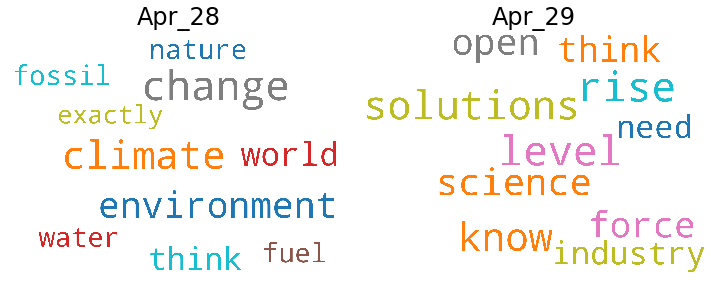 Apr_28
nature
fossil
change
exactly
climate
world
environment
water
think
fuel
Apr_29
open
think
rise
solutions
need
level
science
force
know
industry